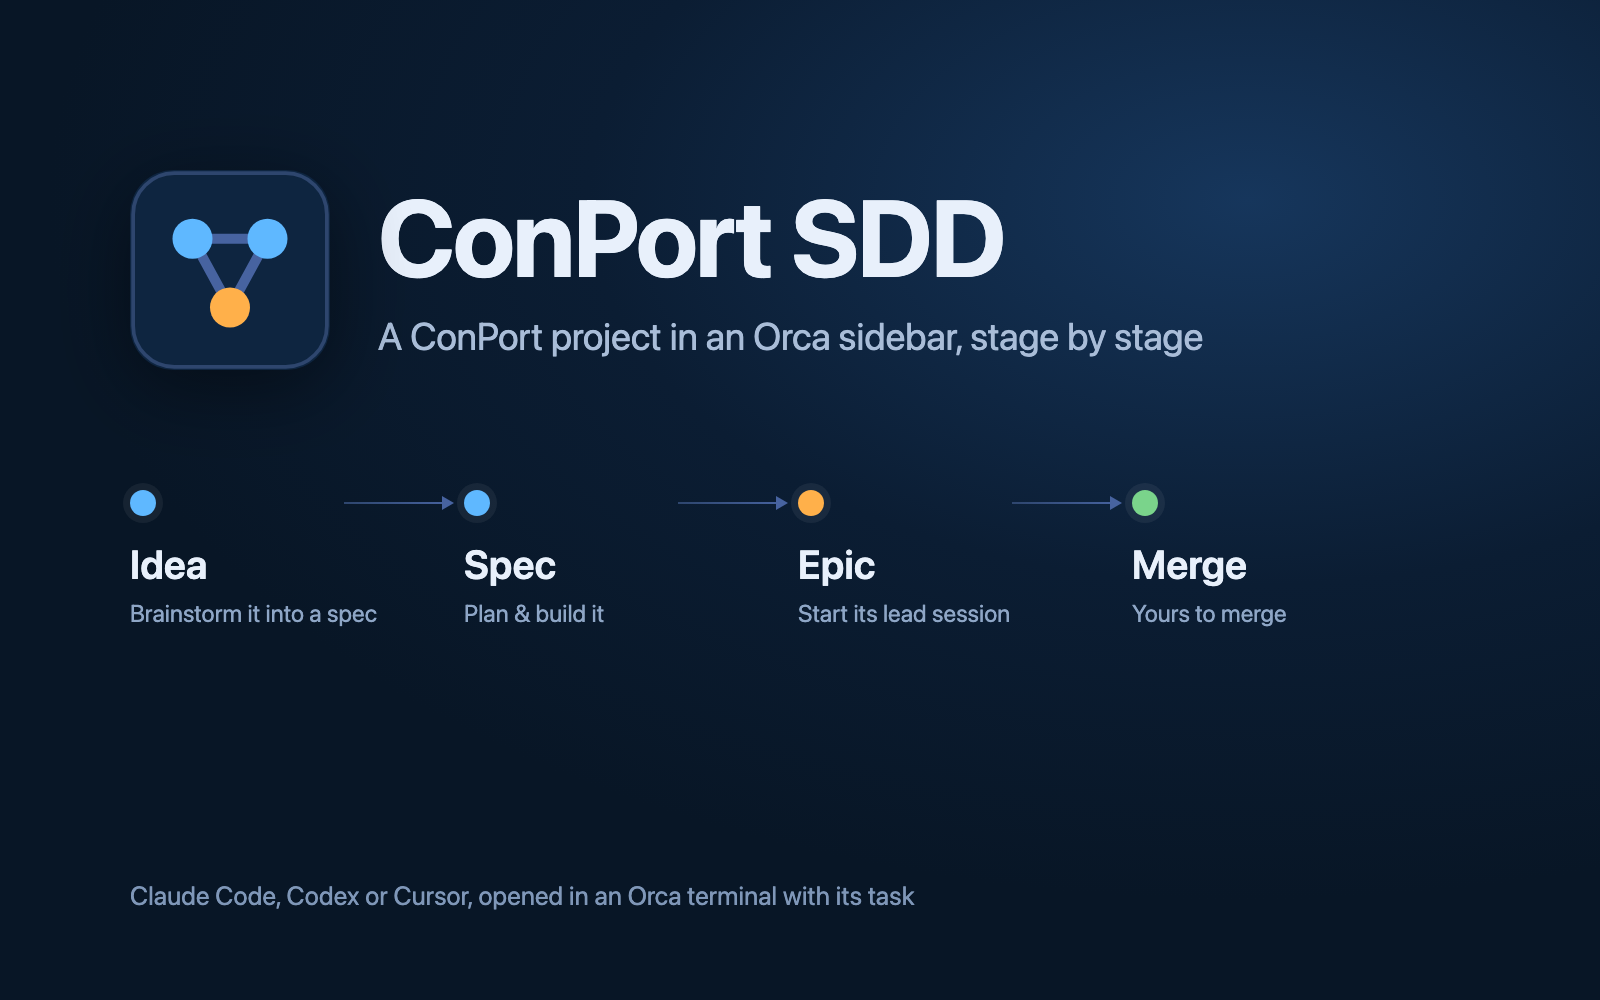 ConPort SDD
A ConPort project in an Orca sidebar, stage by stage
Idea
Brainstorm it into a spec
Spec
Plan & build it
Epic
Start its lead session
Merge
Yours to merge
Claude Code, Codex or Cursor, opened in an Orca terminal with its task